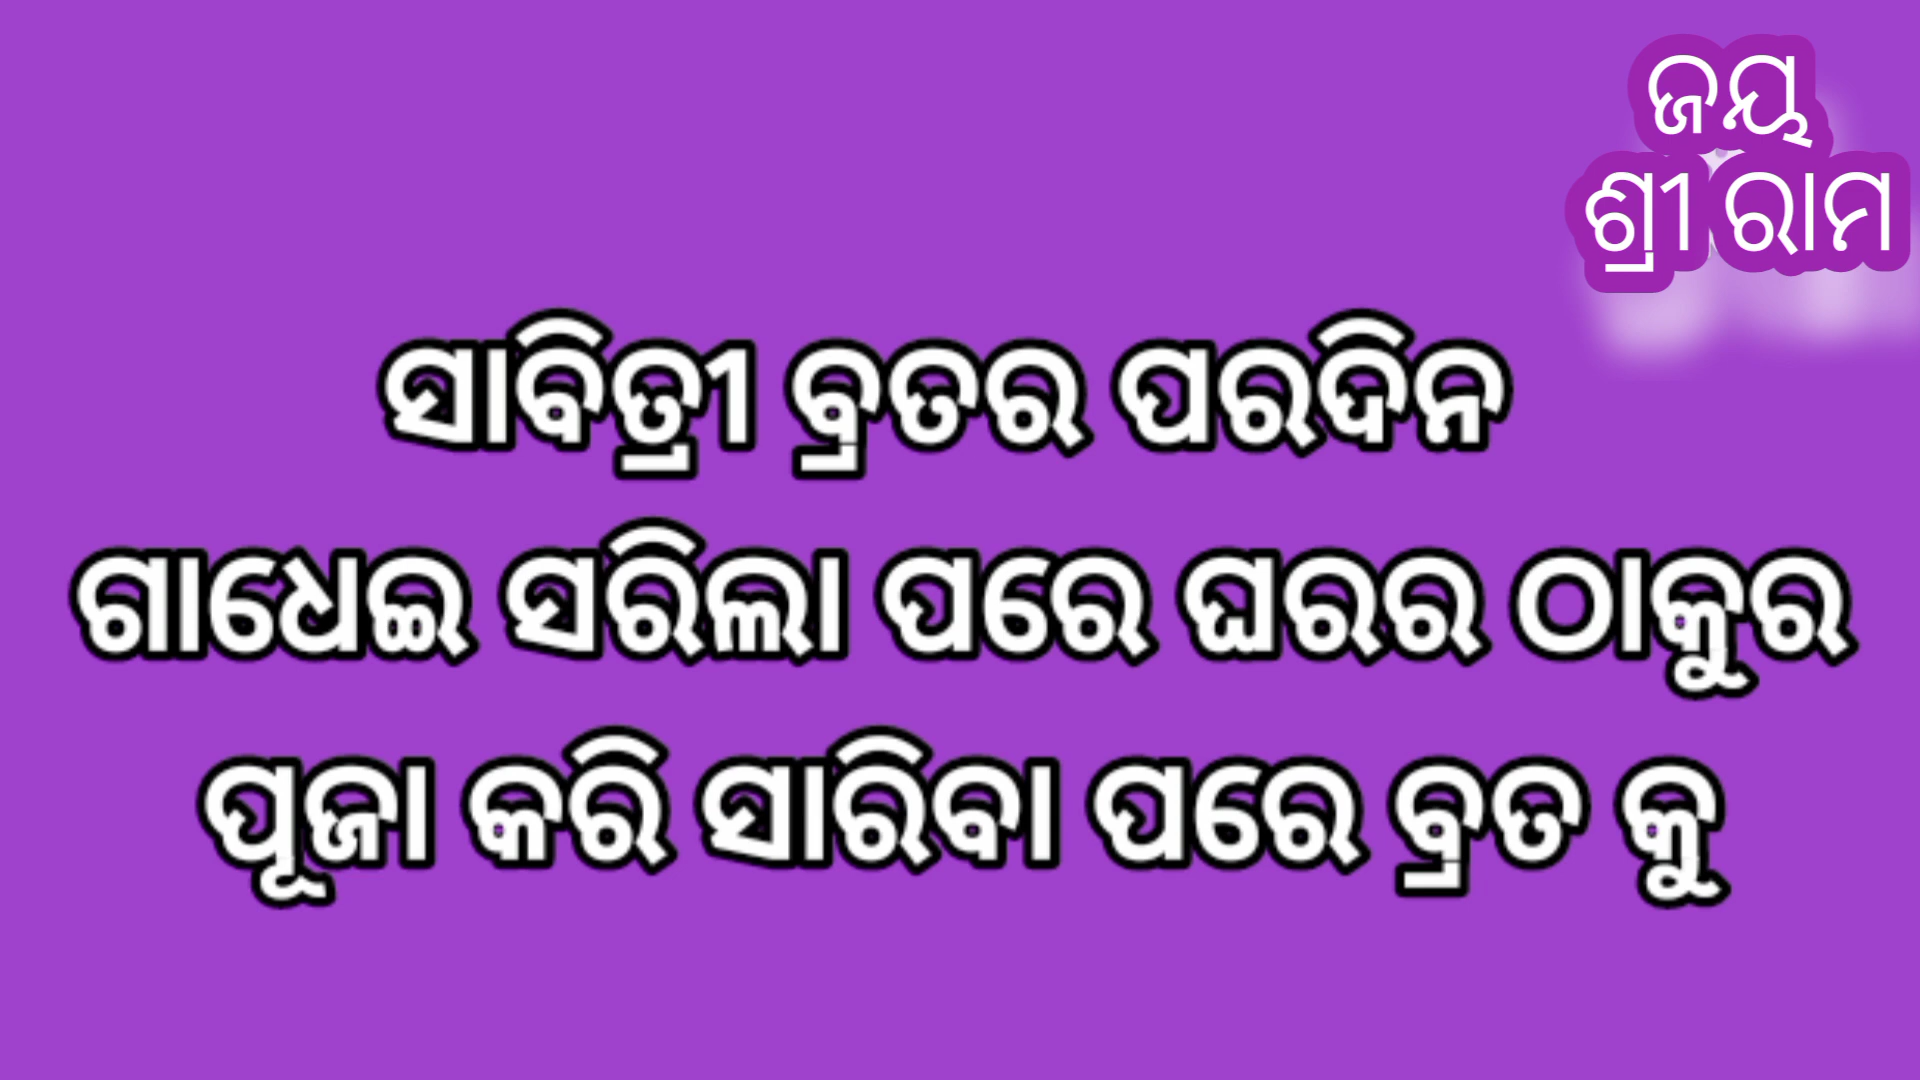 ଜୟ
ଶ୍ରୀ ରାମ
ସାବିତ୍ରୀ ବ୍ରତର ପରଦିନ
ଗାଧେଇ ସରିଲା ପରେ ଘରର ଠାକୁର
ପୂଜା କରି ସାରିବା ପରେ ବ୍ରତ କୁ